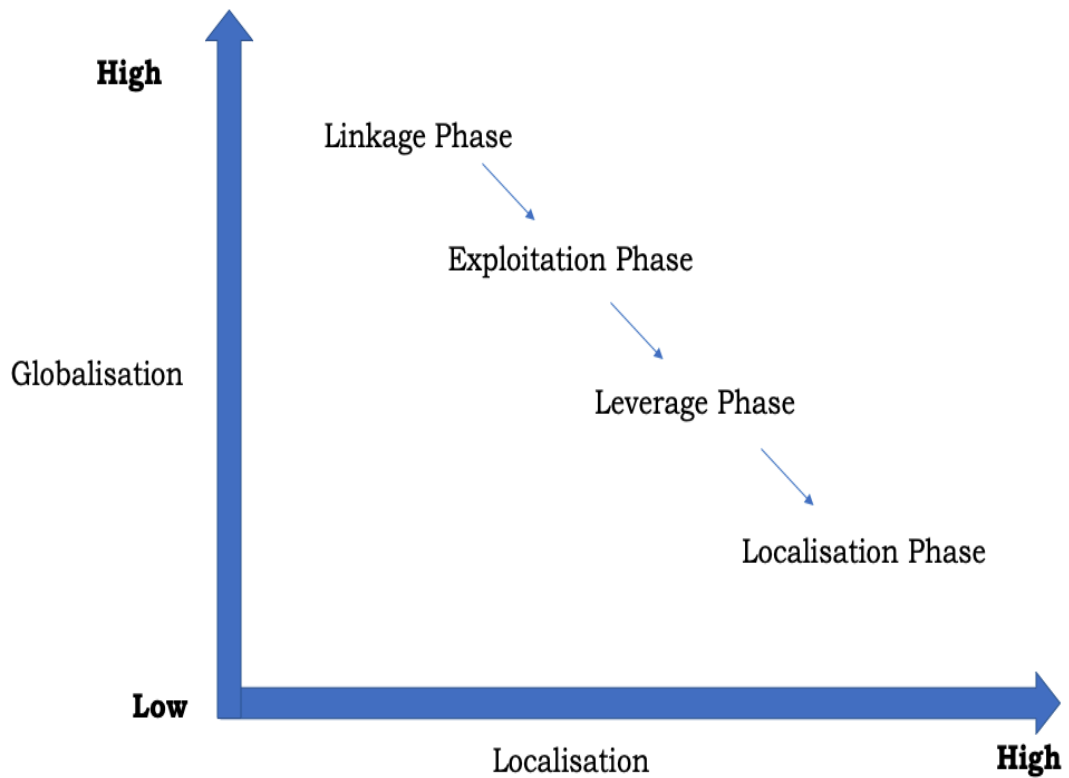 High
Linkage Phase
Exploitation Phase
Globalisation
Leverage Phase
Localisation Phase
Low
Localisation
High